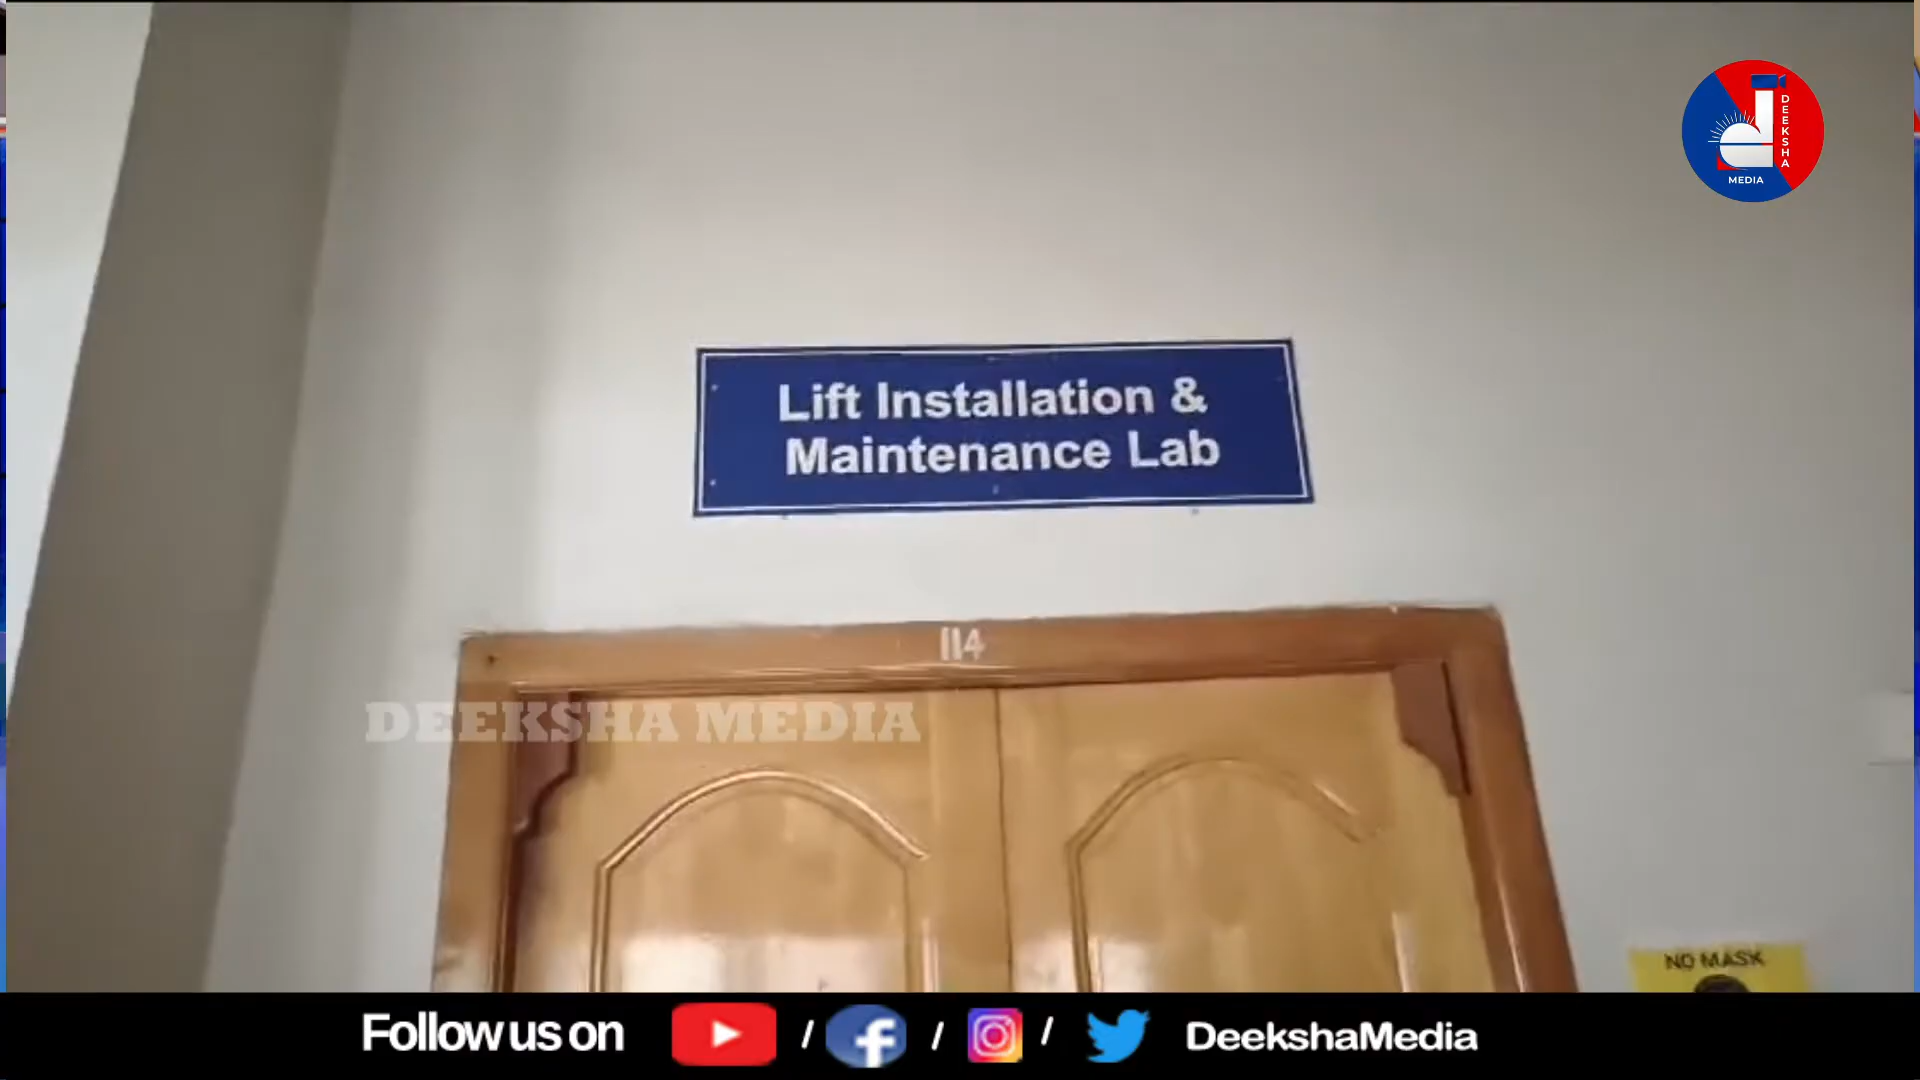 DEEKSHA
MEDIA
Lift Installation &
Maintenance Lab
114
DEEKSHA MEDIA
NO MASK
Follow us on / / / DeekshaMedia